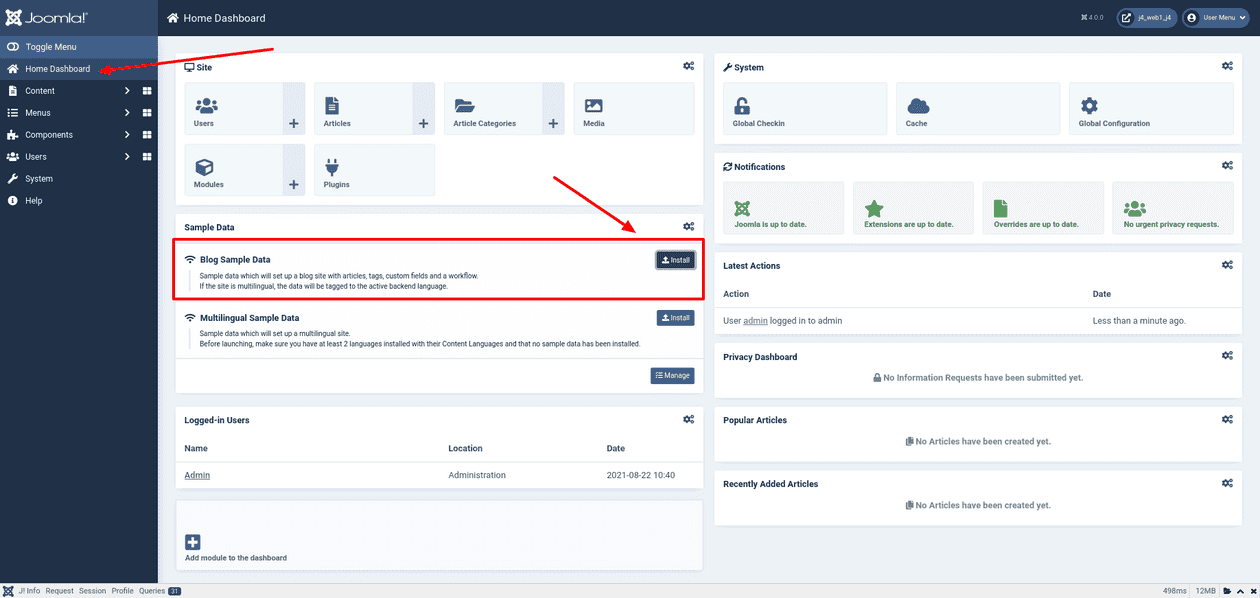 Joomla!
Home Dashboard
4.0.0
j4_web1_j4
User Menu
Toggle Menu
Home Dashboard
Content
Menus
Components
Users
System
Help
Site
Users
Articles
Article Categories
Media
Modules
Plugins
Sample Data
Blog Sample Data
Install
Sample data which will set up a blog site with articles, tags, custom fields and a workflow.
If the site is multilingual, the data will be tagged to the active backend language.
Multilingual Sample Data
Install
Sample data which will set up a multilingual site.
Before launching, make sure you have at least 2 languages installed with their Content Languages and that no sample data has been installed.
Manage
Logged-in Users
Name Location Date
Admin Administration 2021-08-22 10:40
Add module to the dashboard
System
Global Checkin
Cache
Global Configuration
Notifications
Joomla is up to date.
Extensions are up to date.
Overrides are up to date.
No urgent privacy requests.
Latest Actions
Action Date
User admin logged in to admin Less than a minute ago.
Privacy Dashboard
No Information Requests have been submitted yet.
Popular Articles
No Articles have been created yet.
Recently Added Articles
No Articles have been created yet.
J! Info Request Session Profile Queries 31 498ms 12MB